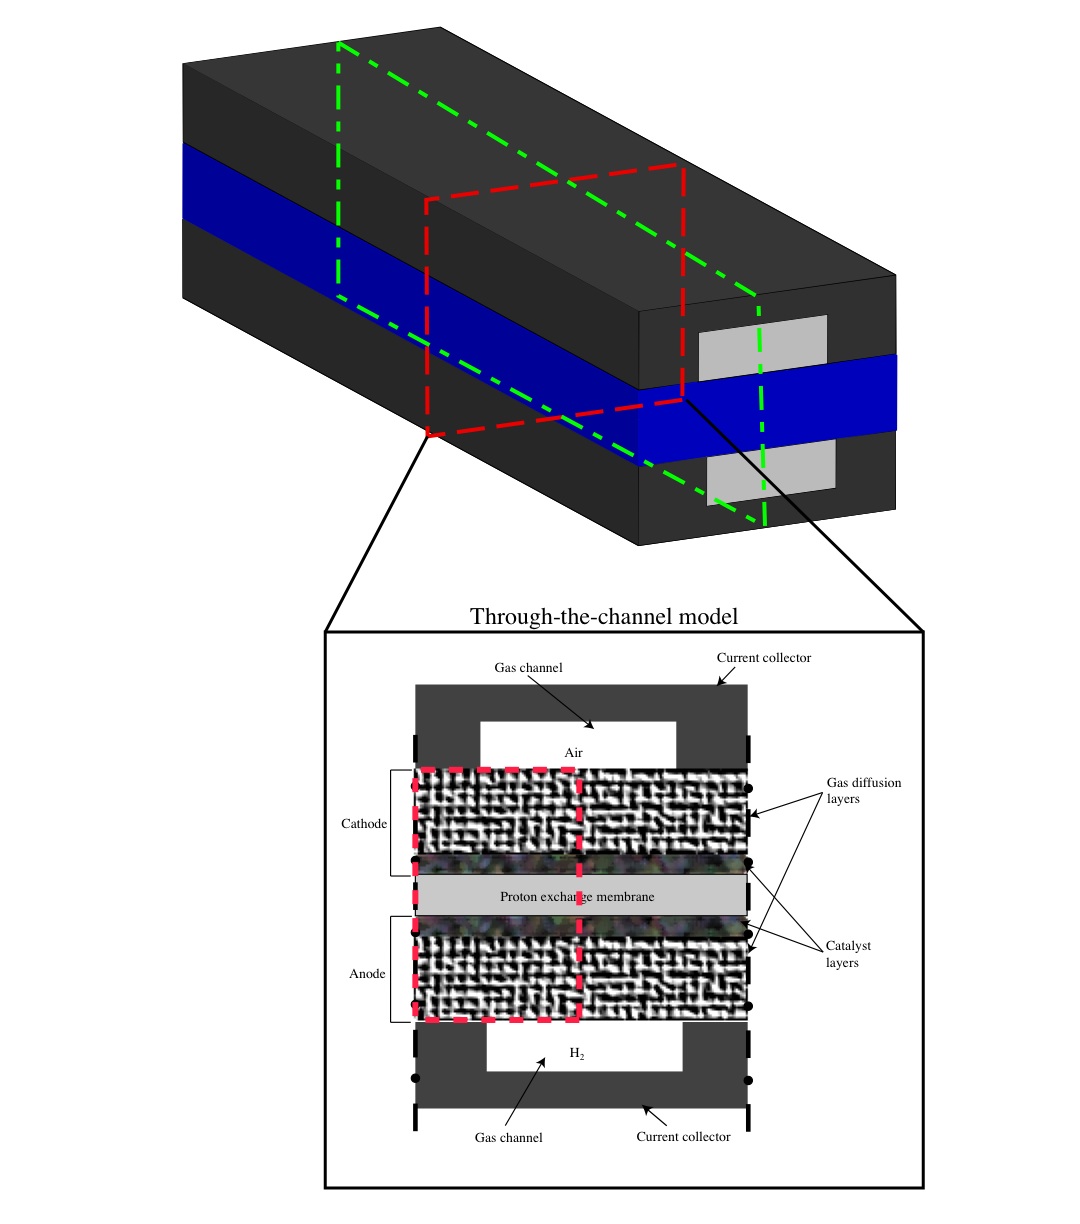 Through-the-channel model
Current collector
Gas channel
Air
Gas diffusion
layers
Cathode
Proton exchange membrane
Catalyst
layers
Anode
H₂
Gas channel
Current collector